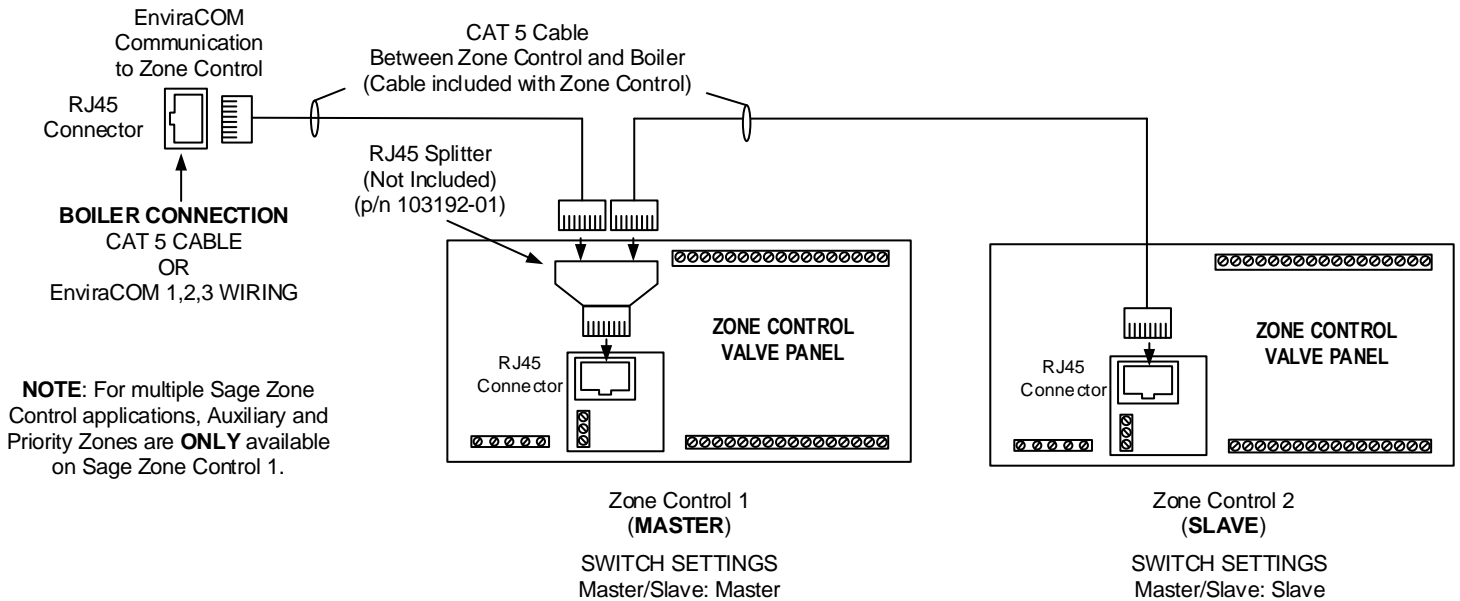 EnviraCOM
Communication
to Zone Control
RJ45
Connector
CAT 5 Cable
Between Zone Control and Boiler
(Cable included with Zone Control)
RJ45 Splitter
(Not Included)
(p/n 103192-01)
BOILER CONNECTION
CAT 5 CABLE
OR
EnviraCOM 1,2,3 WIRING
NOTE: For multiple Sage Zone
Control applications, Auxiliary and
Priority Zones are ONLY available
on Sage Zone Control 1.
ZONE CONTROL
VALVE PANEL
RJ45
Connector
Zone Control 1
(MASTER)
SWITCH SETTINGS
Master/Slave: Master
ZONE CONTROL
VALVE PANEL
RJ45
Connector
Zone Control 2
(SLAVE)
SWITCH SETTINGS
Master/Slave: Slave